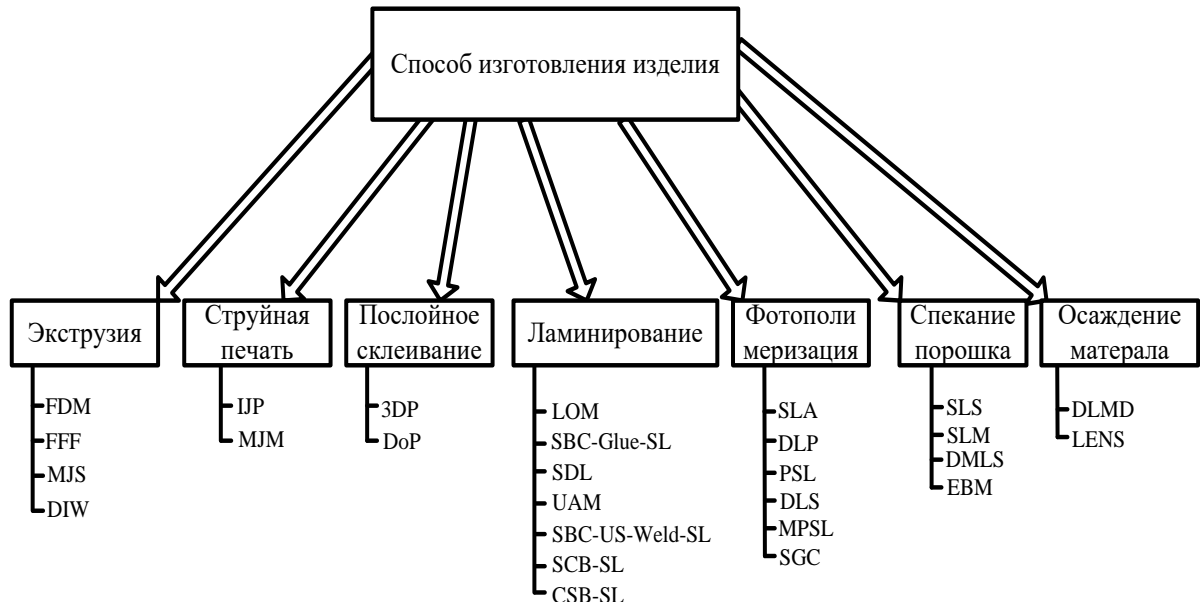 Способ изготовления изделия
Экструзия
FDM
FFF
MJS
DIW
Струйная
печать
IJP
MJM
Послойное
склеивание
3DP
DoP
Ламинирование
LOM
SBC-Glue-SL
SDL
UAM
SBC-US-Weld-SL
SCB-SL
CSB-SL
Фотополи
меризация
SLA
DLP
PSL
DLS
MPSL
SGC
Спекание
порошка
SLS
SLM
DMLS
EBM
Осаждение
матерала
DLMD
LENS